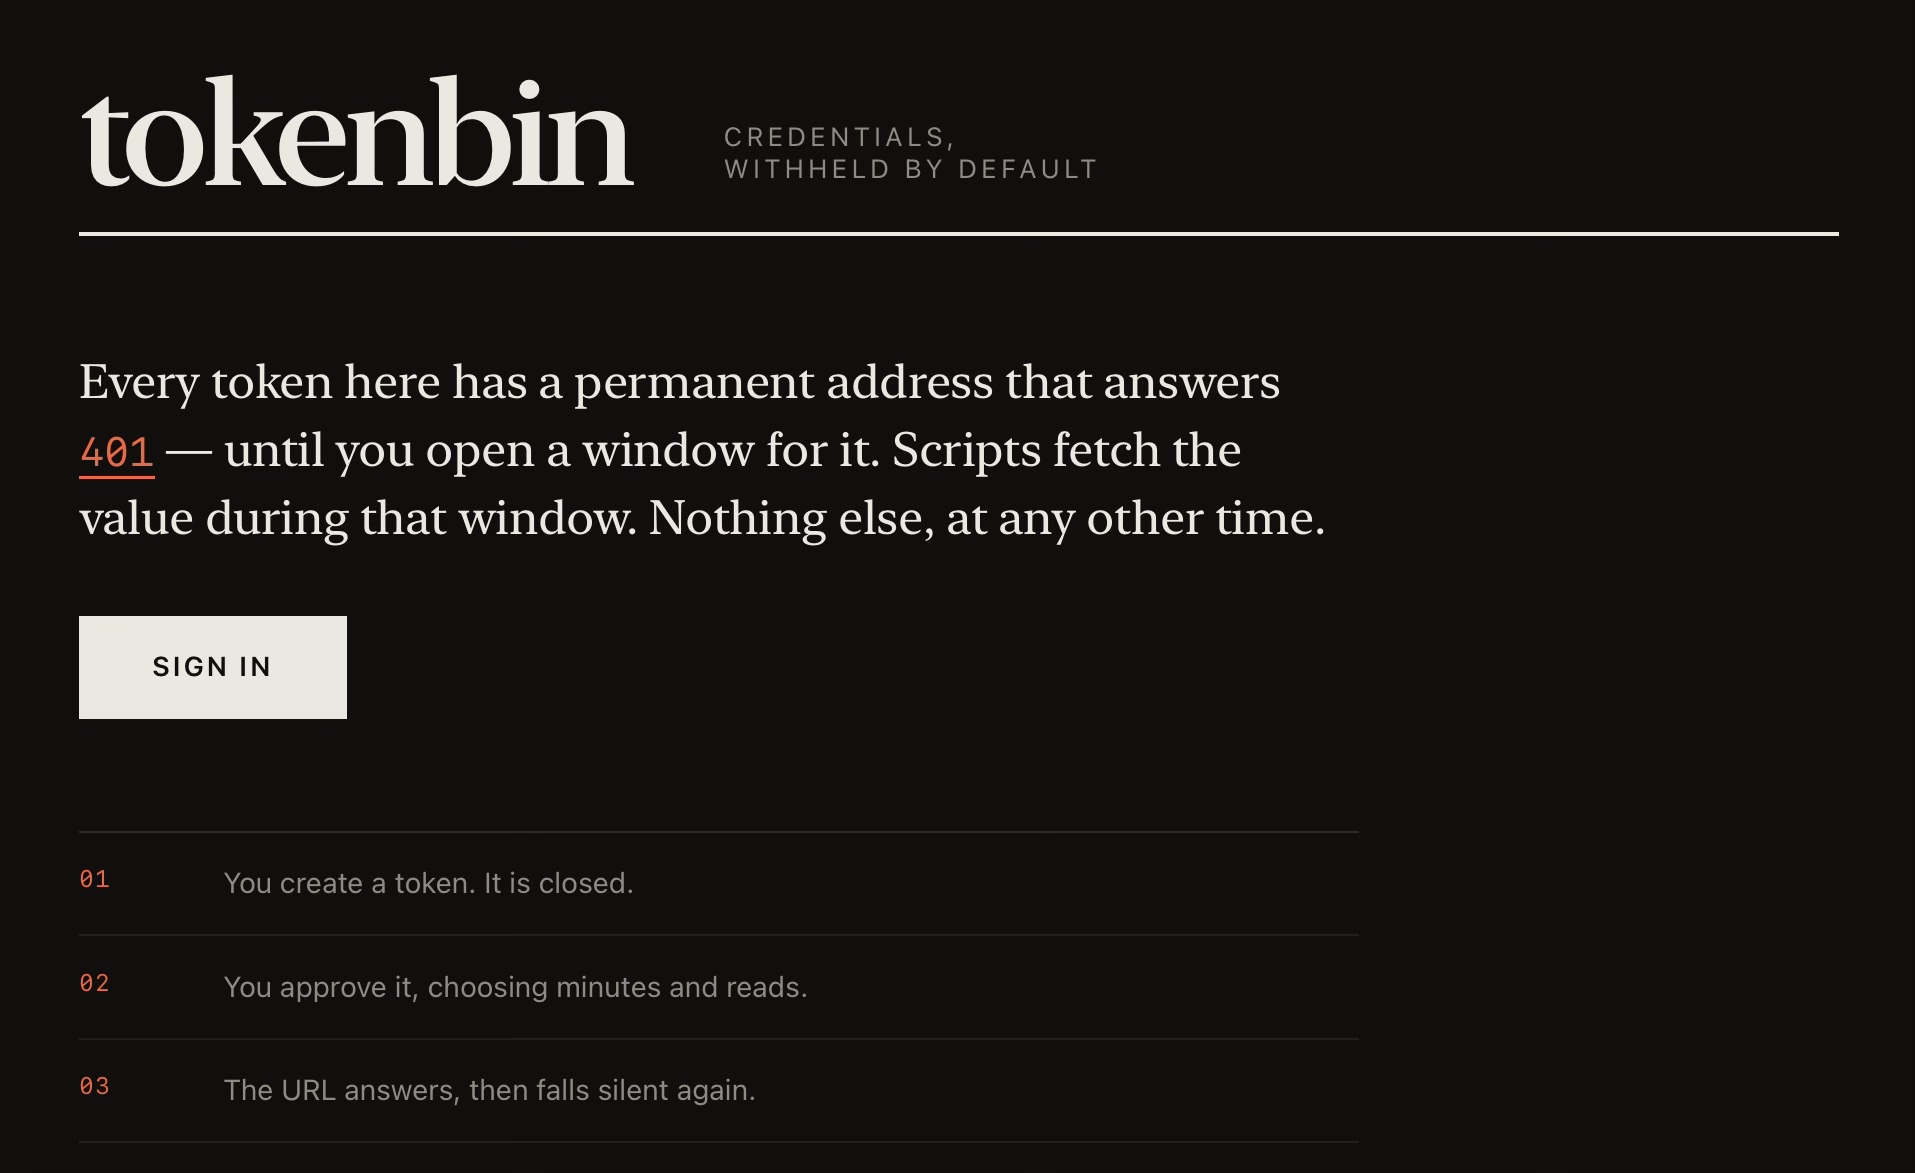 tokenbin
CREDENTIALS,
WITHHELD BY DEFAULT
Every token here has a permanent address that answers
401 — until you open a window for it. Scripts fetch the
value during that window. Nothing else, at any other time.
SIGN IN
01 You create a token. It is closed.
02 You approve it, choosing minutes and reads.
03 The URL answers, then falls silent again.